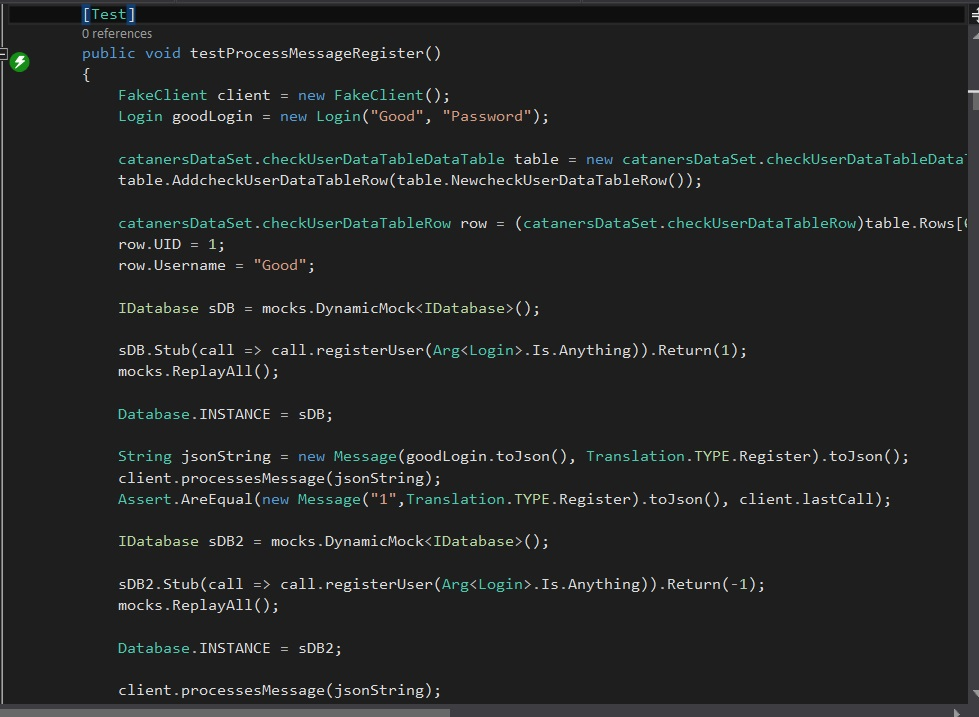 [Test]
0 references
public void testProcessMessageRegister()
{
FakeClient client = new FakeClient();
Login goodLogin = new Login("Good", "Password");
catanersDataSet.checkUserDataTableDataTable table = new catanersDataSet.checkUserDataTableDataT
table.AddcheckUserDataTableRow(table.NewcheckUserDataTableRow());
catanersDataSet.checkUserDataTableRow row = (catanersDataSet.checkUserDataTableRow)table.Rows[
row.UID = 1;
row.Username = "Good";
IDatabase sDB = mocks.DynamicMock<IDatabase>();
sDB.Stub(call => call.registerUser(Arg<Login>.Is.Anything)).Return(1);
mocks.ReplayAll();
Database.INSTANCE = sDB;
String jsonString = new Message(goodLogin.toJson(), Translation.TYPE.Register).toJson();
client.processMessage(jsonString);
Assert.AreEqual(new Message("1",Translation.TYPE.Register).toJson(), client.lastCall);
IDatabase sDB2 = mocks.DynamicMock<IDatabase>();
sDB2.Stub(call => call.registerUser(Arg<Login>.Is.Anything)).Return(-1);
mocks.ReplayAll();
Database.INSTANCE = sDB2;
client.processesMessage(jsonString);